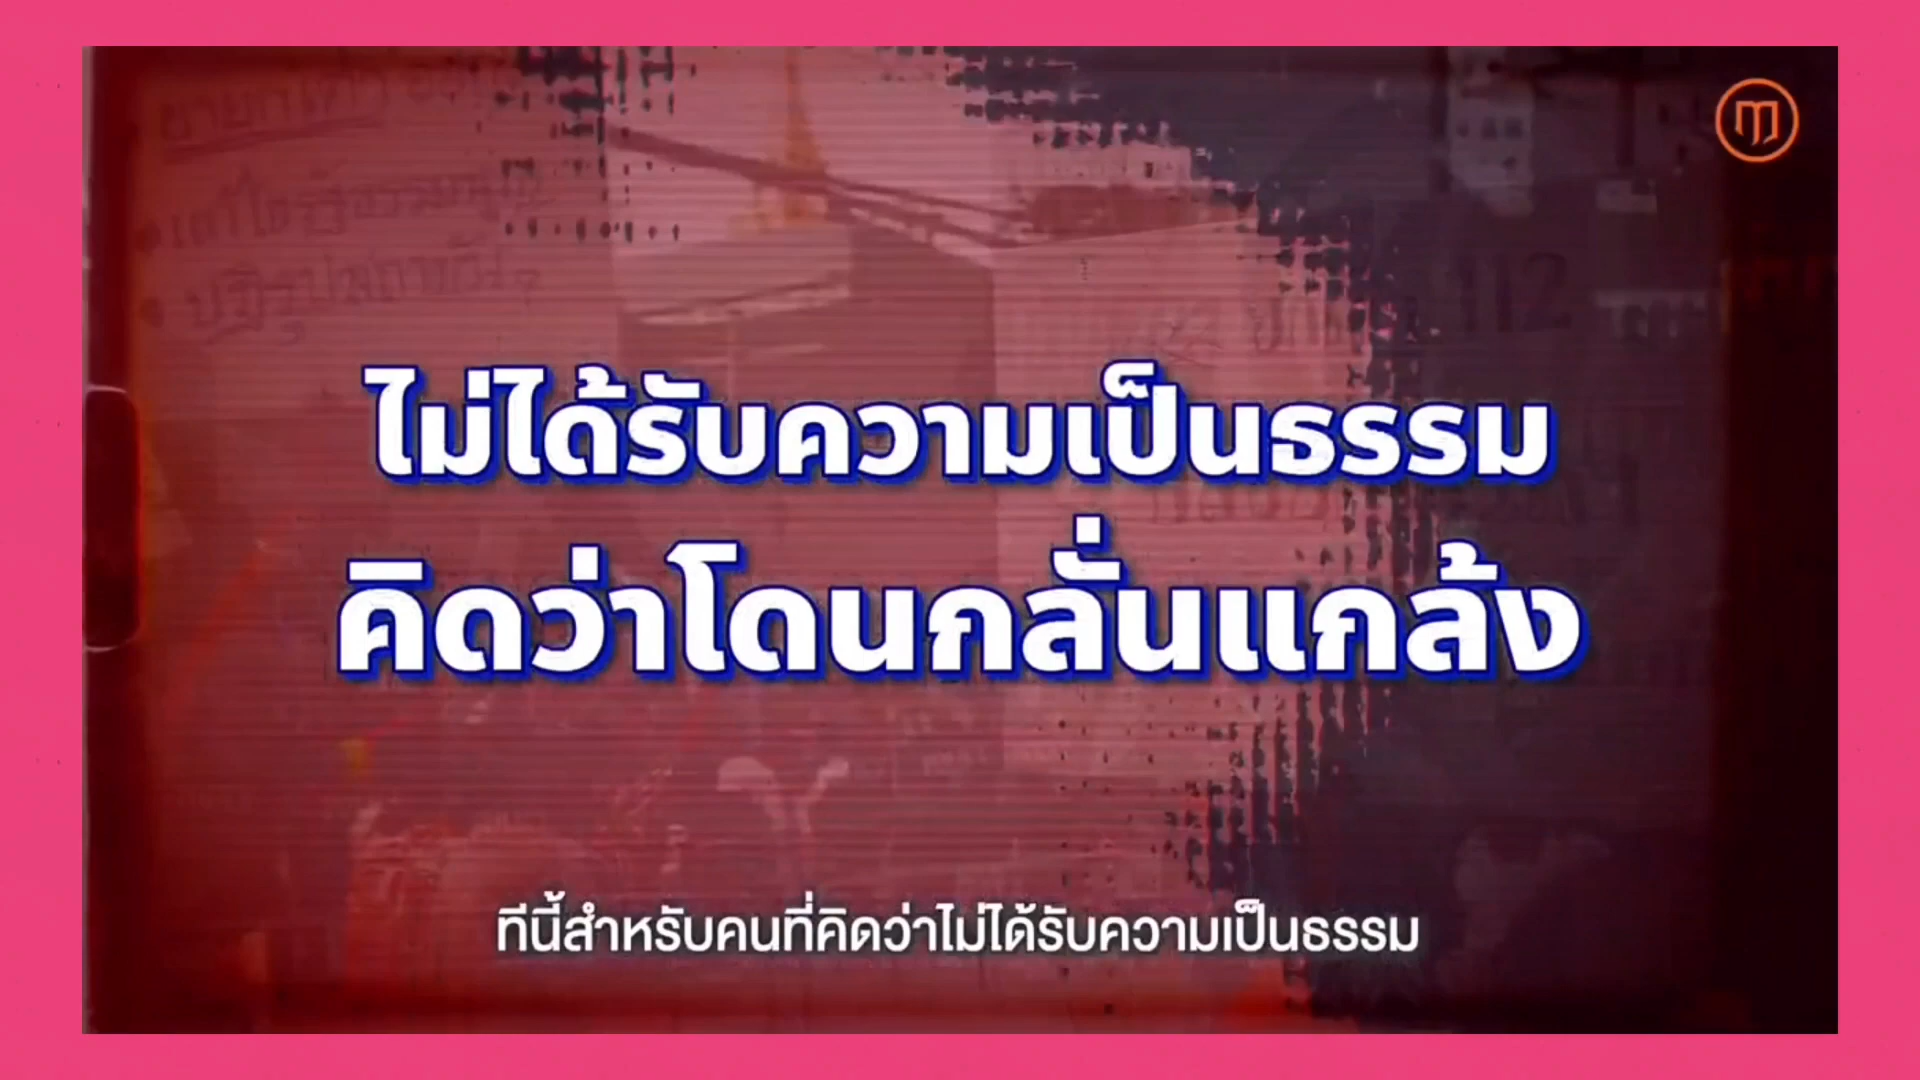 112
ไม่ได้รับความเป็นธรรม
คิดว่าโดนกลั่นแกล้ง
ทีนี้สำหรับคนที่คิดว่าไม่ได้รับความเป็นธรรม